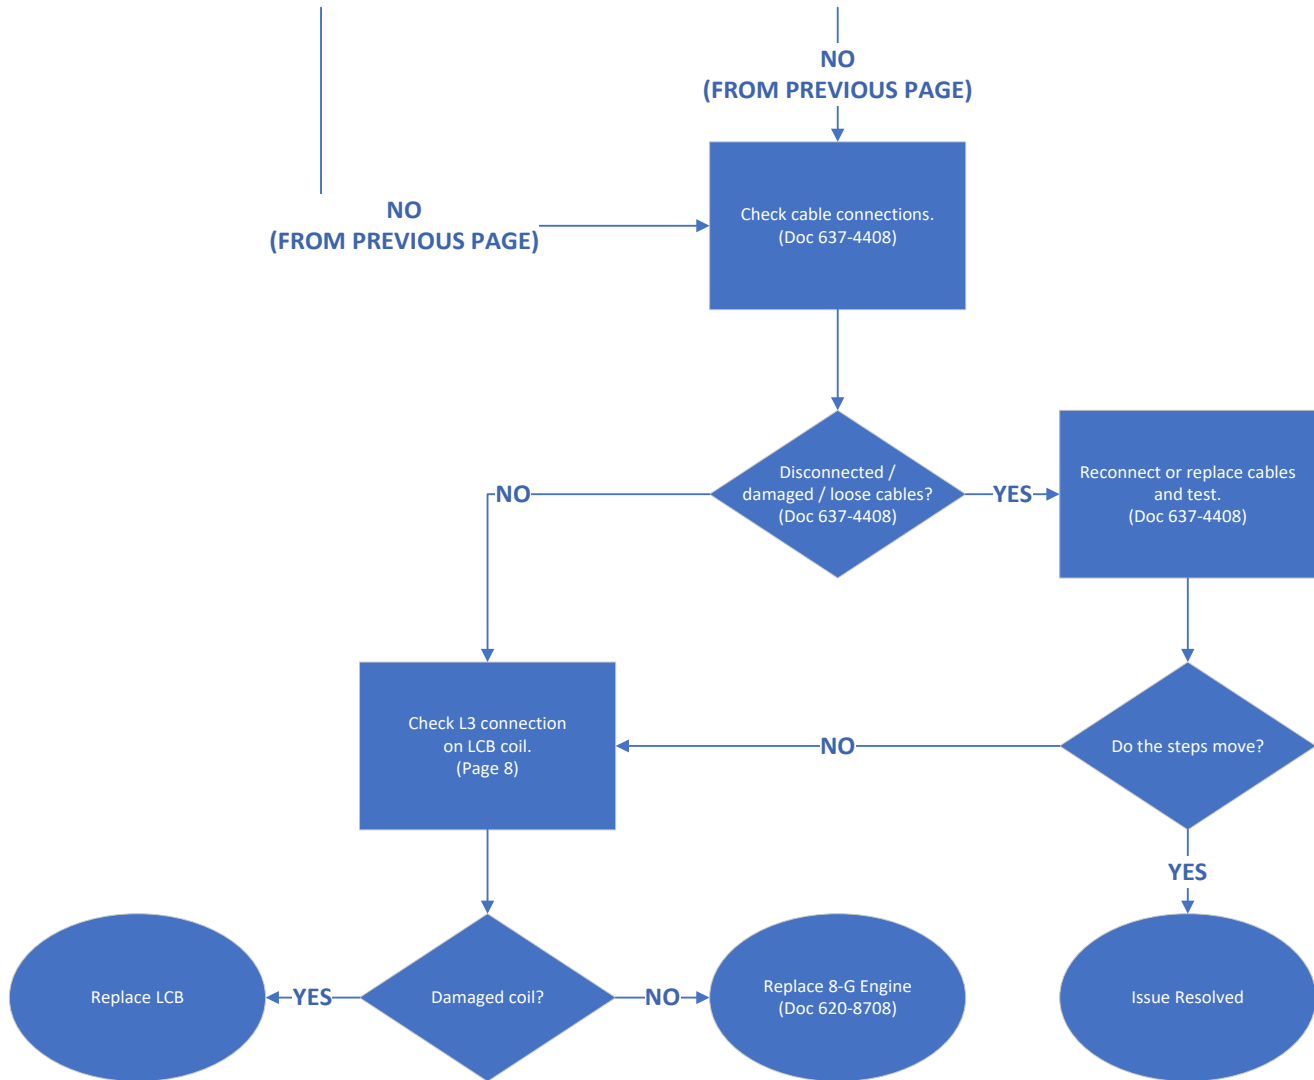 NO
(FROM PREVIOUS PAGE)
NO
(FROM PREVIOUS PAGE)
Check cable connections.
(Doc 637-4408)
Disconnected /
damaged / loose cables?
(Doc 637-4408)
NO
YES
Reconnect or replace cables
and test.
(Doc 637-4408)
Check L3 connection
on LCB coil.
(Page 8)
NO
Do the steps move?
YES
Replace LCB
YES
Damaged coil?
NO
Replace 8-G Engine
(Doc 620-8708)
Issue Resolved